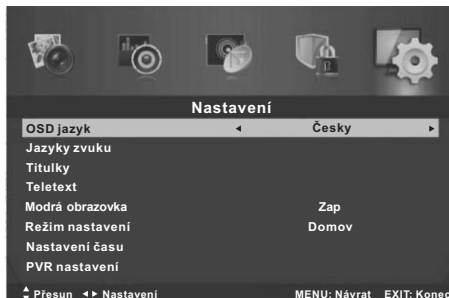 Nastavení
OSD jazyk Česky
Jazyky zvuku
Titulky
Teletext
Modrá obrazovka Zap
Režim nastavení Domov
Nastavení času
PVR nastavení
Přesun Nastavení MENU: Návrat EXIT: Konec